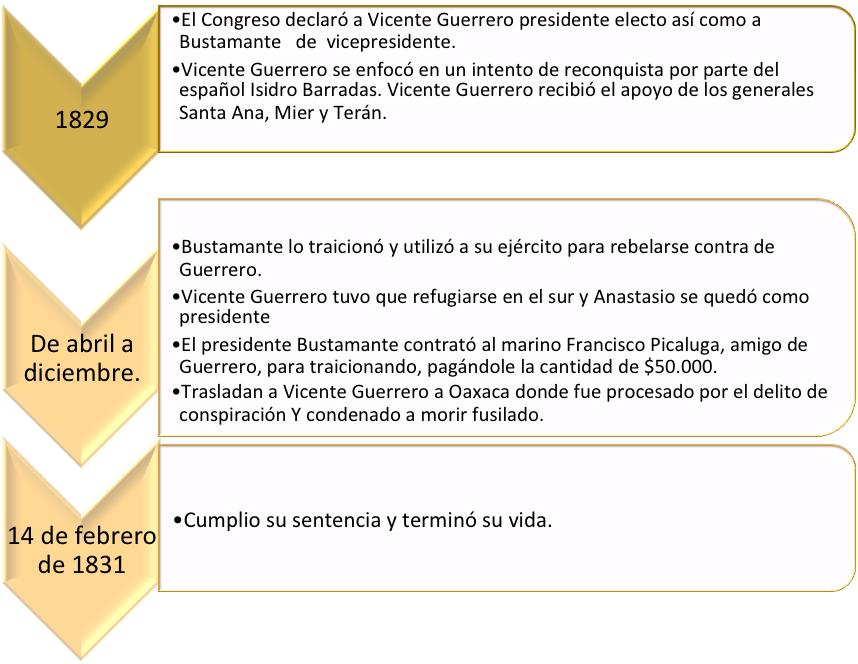 1829
•El Congreso declaró a Vicente Guerrero presidente electo así como a
Bustamante de vicepresidente.
•Vicente Guerrero se enfocó en un intento de reconquista por parte del
español Isidro Barradas. Vicente Guerrero recibió el apoyo de los generales
Santa Ana, Mier y Terán.
De abril a
diciembre.
•Bustamante lo traicionó y utilizó a su ejército para rebelarse contra de
Guerrero.
•Vicente Guerrero tuvo que refugiarse en el sur y Anastasio se quedó como
presidente
•El presidente Bustamante contrató al marino Francisco Picaluga, amigo de
Guerrero, para traicionando, pagándole la cantidad de $50.000.
•Trasladan a Vicente Guerrero a Oaxaca donde fue procesado por el delito de
conspiración Y condenado a morir fusilado.
14 de febrero
de 1831
•Cumplio su sentencia y terminó su vida.